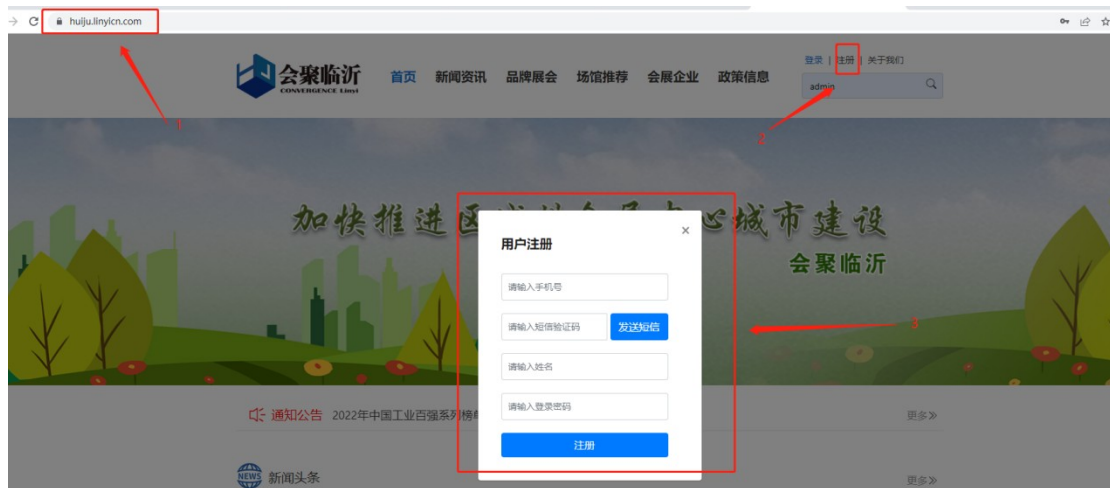 huiju.linyicn.com
登录 | 注册 | 关于我们
会聚临沂
CONVERGENCE Linyi
首页 新闻资讯 品牌展会 场馆推荐 会展企业 政策信息
admin
1
2
加快推进区
心城市建设
会聚临沂
用户注册
×
请输入手机号
请输入短信验证码 发送短信
3
请输入姓名
请输入登录密码
注册
通知公告 2022年中国工业百强系列榜单
更多
NEWS 新闻头条
更多